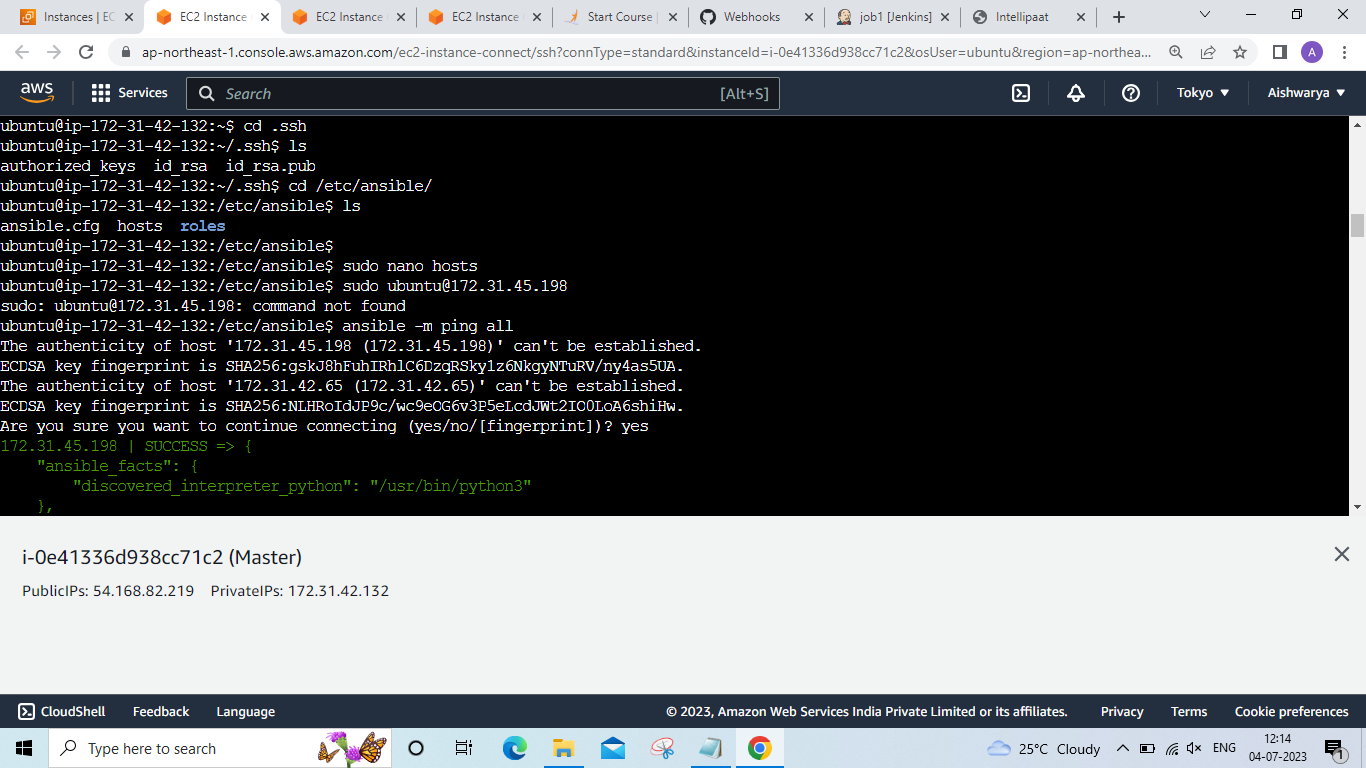 Instances | EC
EC2 Instance
EC2 Instance
EC2 Instance
Start Course |
Webhooks
job1 [Jenkins]
Intellipaat
ap-northeast-1.console.aws.amazon.com/ec2-instance-connect/ssh?connType=standard&instanceId=i-0e41336d938cc71c2&osUser=ubuntu&region=ap-northea...
A
aws
Services
Search
[Alt+S]
Tokyo
Aishwarya
ubuntu@ip-172-31-42-132:~$ cd .ssh
ubuntu@ip-172-31-42-132:~/.ssh$ ls
authorized_keys  id_rsa  id_rsa.pub
ubuntu@ip-172-31-42-132:~/.ssh$ cd /etc/ansible/
ubuntu@ip-172-31-42-132:/etc/ansible$ ls
ansible.cfg  hosts  roles
ubuntu@ip-172-31-42-132:/etc/ansible$
ubuntu@ip-172-31-42-132:/etc/ansible$ sudo nano hosts
ubuntu@ip-172-31-42-132:/etc/ansible$ sudo ubuntu@172.31.45.198
sudo: ubuntu@172.31.45.198: command not found
ubuntu@ip-172-31-42-132:/etc/ansible$ ansible -m ping all
The authenticity of host '172.31.45.198 (172.31.45.198)' can't be established.
ECDSA key fingerprint is SHA256:gskJ8hFuhIRhlC6DzqRSky1z6NkgyNTuRV/ny4as5UA.
The authenticity of host '172.31.42.65 (172.31.42.65)' can't be established.
ECDSA key fingerprint is SHA256:NLHRoIdJP9c/wc9eOG6v3P5eLcdJWt2IO0LoA6shiHw.
Are you sure you want to continue connecting (yes/no/[fingerprint])? yes
172.31.45.198 | SUCCESS => {
    "ansible_facts": {
        "discovered_interpreter_python": "/usr/bin/python3"
    },
i-0e41336d938cc71c2 (Master)
PublicIPs: 54.168.82.219    PrivateIPs: 172.31.42.132
CloudShell
Feedback
Language
© 2023, Amazon Web Services India Private Limited or its affiliates.
Privacy
Terms
Cookie preferences
Type here to search
25°C Cloudy
ENG
12:14
04-07-2023
1